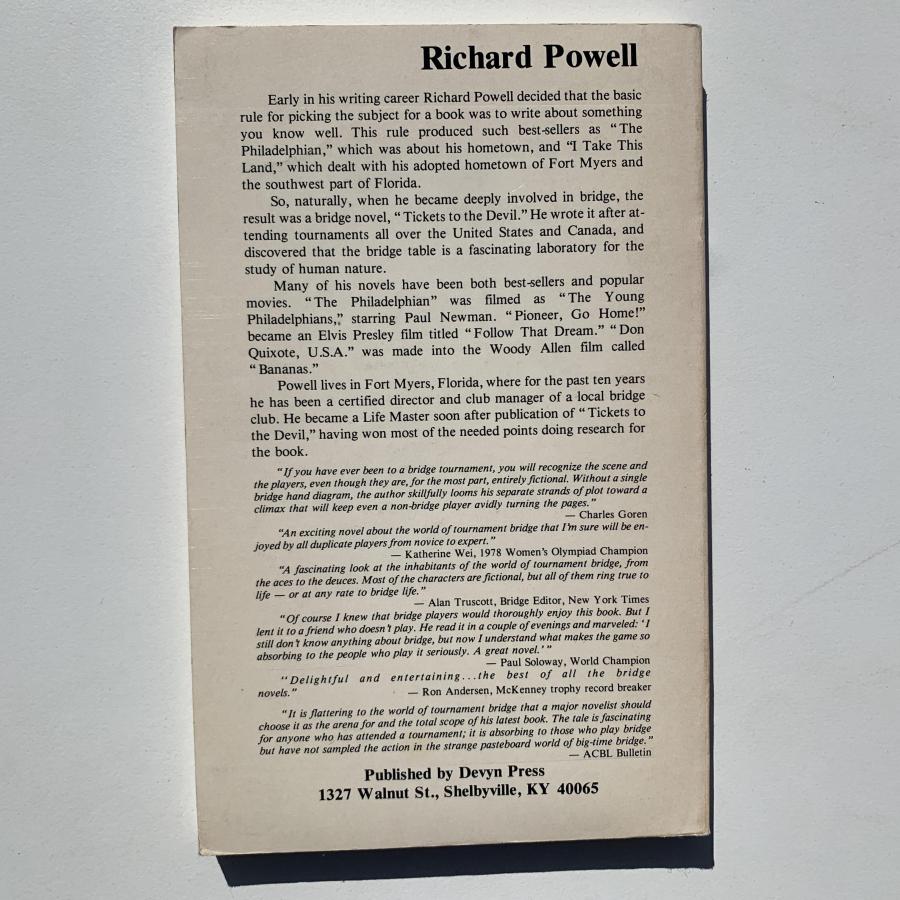 Richard Powell
Early in his writing career Richard Powell decided that the basic
rule for picking the subject for a book was to write about something
you know well. This rule produced such best-sellers as “The
Philadelphian,” which was about his hometown, and “I Take This
Land,” which dealt with his adopted hometown of Fort Myers and
the southwest part of Florida.
So, naturally, when he became deeply involved in bridge, the
result was a bridge novel, “Tickets to the Devil.” He wrote it after at-
tending tournaments all over the United States and Canada, and
discovered that the bridge table is a fascinating laboratory for the
study of human nature.
Many of his novels have been both best-sellers and popular
movies. “The Philadelphian” was filmed as “The Young
Philadelphians,” starring Paul Newman. “Pioneer, Go Home!”
became an Elvis Presley film titled “Follow That Dream.” “Don
Quixote, U.S.A.” was made into the Woody Allen film called
“Bananas.”
Powell lives in Fort Myers, Florida, where for the past ten years
he has been a certified director and club manager of a local bridge
club. He became a Life Master soon after publication of “Tickets to
the Devil,” having won most of the needed points doing research for
the book.
“If you have ever been to a bridge tournament, you will recognize the scene and
the players, even though they are, for the most part, entirely fictional. Without a single
bridge hand diagram, the author skillfully looms his separate strands of plot toward a
climax that will keep even a non-bridge player avidly turning the pages.”
— Charles Goren
“An exciting novel about the world of tournament bridge that I'm sure will be en-
joyed by all duplicate players from novice to expert.”
— Katherine Wei, 1978 Women's Olympiad Champion
“A fascinating look at the inhabitants of the world of tournament bridge, from
the aces to the deuces. Most of the characters are fictional, but all of them ring true to
life — or at any rate to bridge life.”
— Alan Truscott, Bridge Editor, New York Times
“Of course I knew that bridge players would thoroughly enjoy this book. But I
lent it to a friend who doesn't play. He read it in a couple of evenings and marveled: ‘I
still don't know anything about bridge, but now I understand what makes the game so
absorbing to the people who play it seriously. A great novel.’”
— Paul Soloway, World Champion
“Delightful and entertaining...the best of all the bridge
novels.” — Ron Andersen, McKenney trophy record breaker
“It is flattering to the world of tournament bridge that a major novelist should
choose it as the arena for and the total scope of his latest book. The tale is fascinating
for anyone who has attended a tournament; it is absorbing to those who play bridge
but have not sampled the action in the strange pasteboard world of big-time bridge.”
— ACBL Bulletin
Published by Devyn Press
1327 Walnut St., Shelbyville, KY 40065